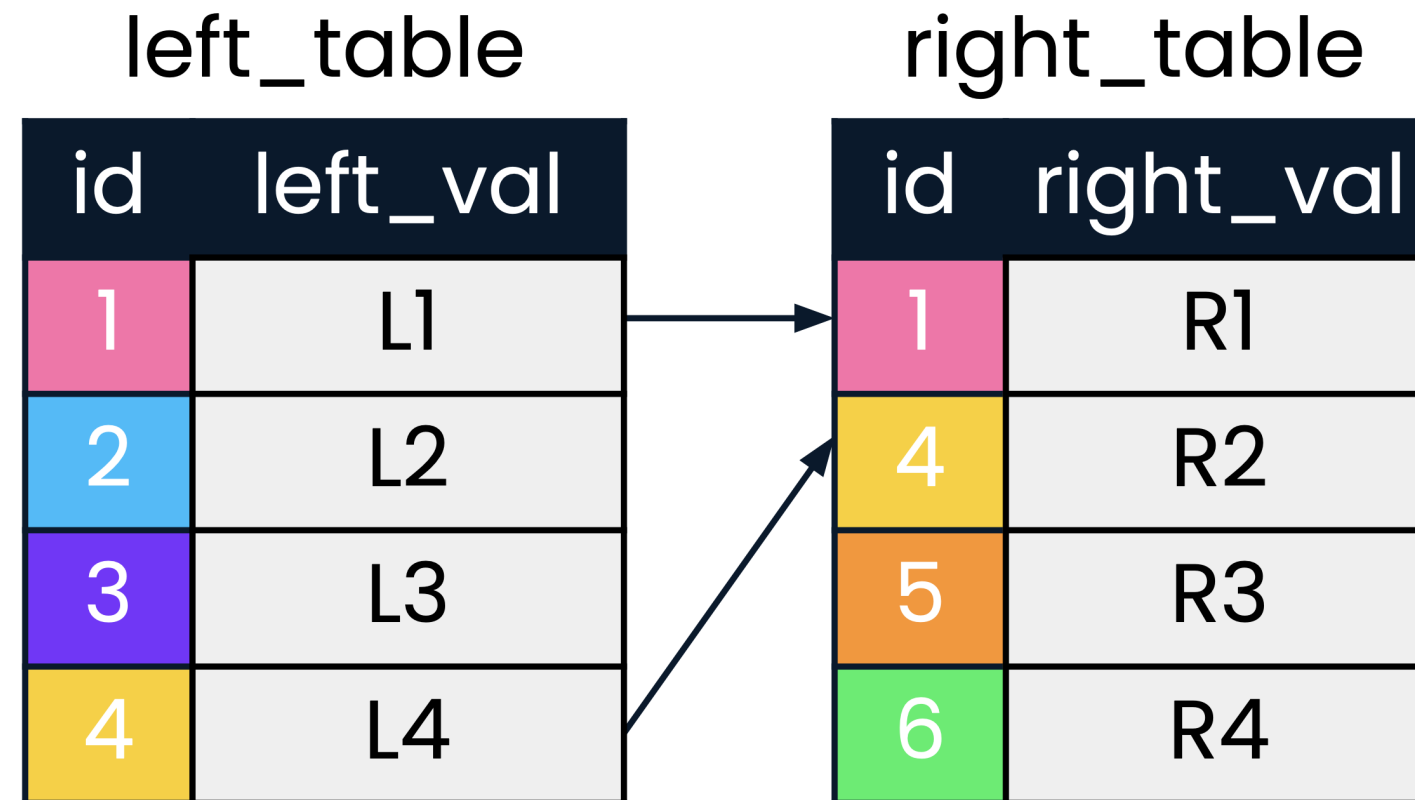 left_table right_table
id left_val id right_val
1 L1 1 R1
2 L2 4 R2
3 L3 5 R3
4 L4 6 R4